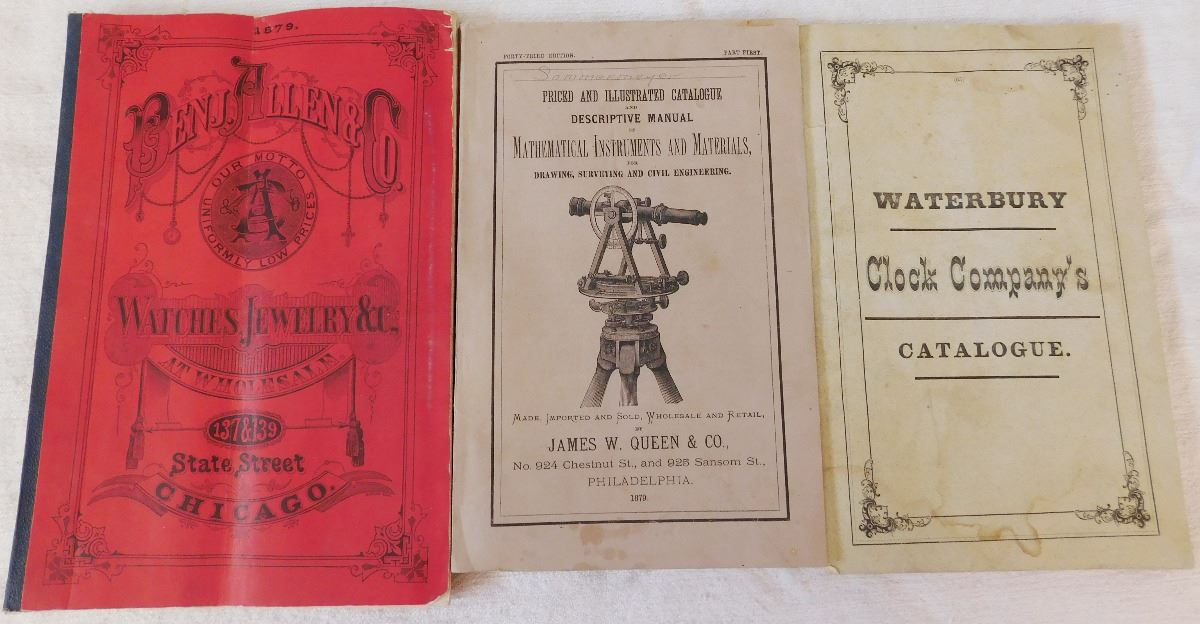 1879.
BENJ. ALLEN & CO.
OUR MOTTO
UNIFORMLY LOW PRICES
A
WATCHES, JEWELRY &C.,
AT WHOLESALE.
137 & 139
State Street
CHICAGO.
FORTY-THIRD EDITION. PART FIRST.
Sommermeyer
PRICED AND ILLUSTRATED CATALOGUE
AND
DESCRIPTIVE MANUAL
OF
MATHEMATICAL INSTRUMENTS AND MATERIALS,
FOR
DRAWING, SURVEYING AND CIVIL ENGINEERING.
MADE, IMPORTED AND SOLD, WHOLESALE AND RETAIL,
BY
JAMES W. QUEEN & CO.,
No. 924 Chestnut St., and 925 Sansom St.,
PHILADELPHIA.
1879.
WATERBURY
Clock Company's
CATALOGUE.